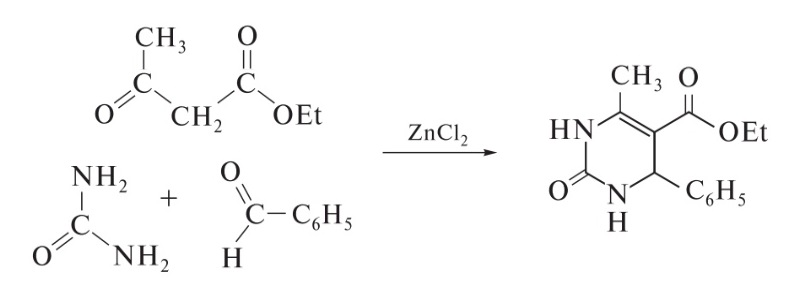 CH₃ O
C C
O CH₂ OEt
NH₂ + O
C C–C₆H₅
O NH₂ H
ZnCl₂
CH₃ O
HN OEt
O N C₆H₅
H